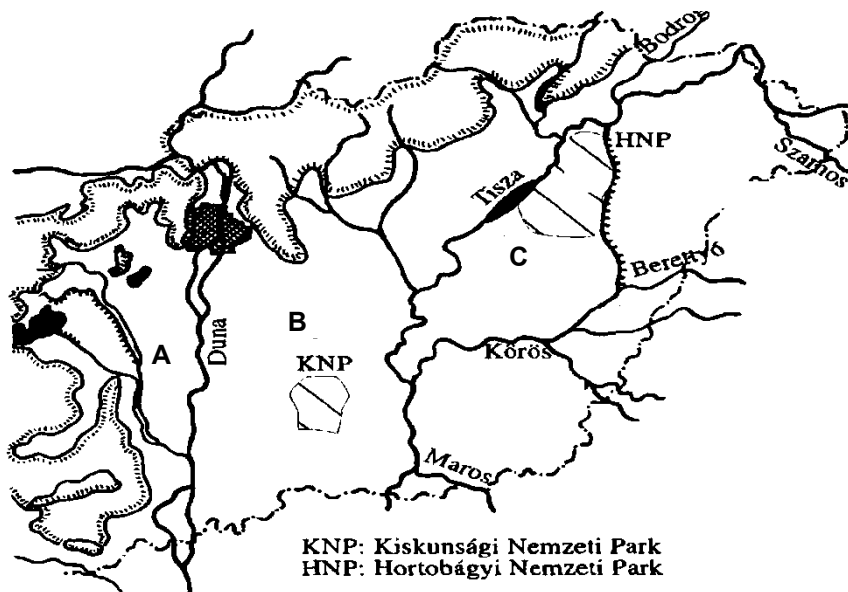 Bodrog
HNP
Szamos
Tisza
Berettyó
C
B
A
Duna
KNP
Körös
Maros
KNP: Kiskunsági Nemzeti Park
HNP: Hortobágyi Nemzeti Park